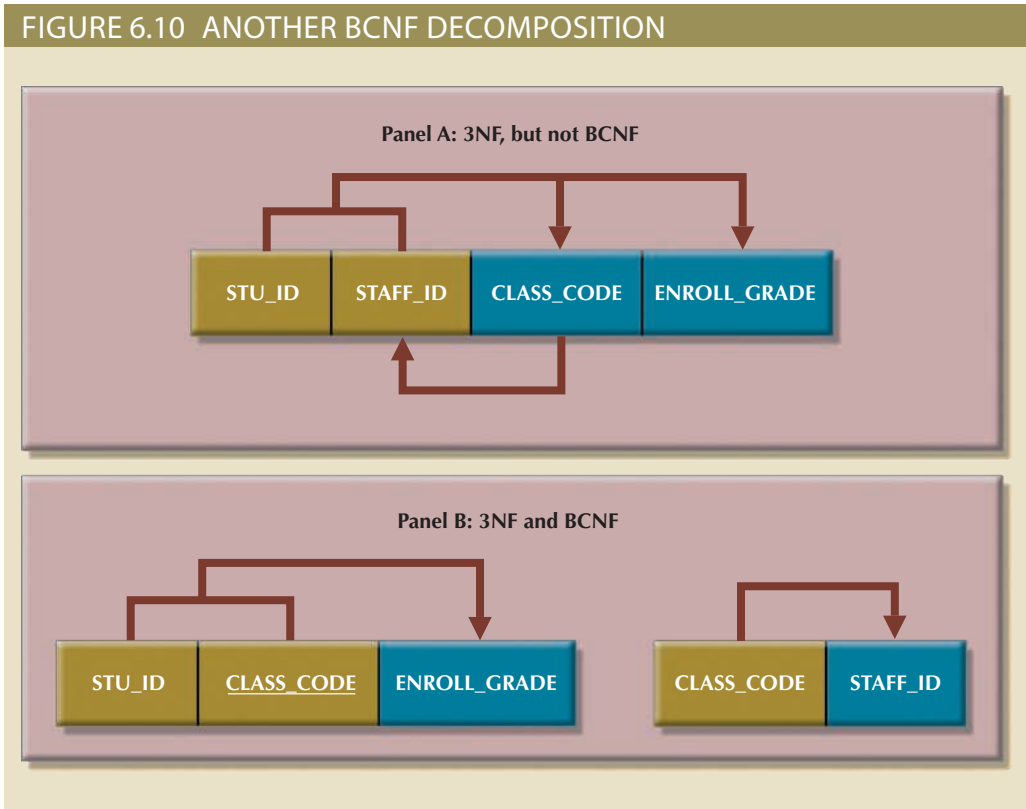 FIGURE 6.10 ANOTHER BCNF DECOMPOSITION
Panel A: 3NF, but not BCNF
STU_ID STAFF_ID CLASS_CODE ENROLL_GRADE
Panel B: 3NF and BCNF
STU_ID CLASS_CODE ENROLL_GRADE CLASS_CODE STAFF_ID